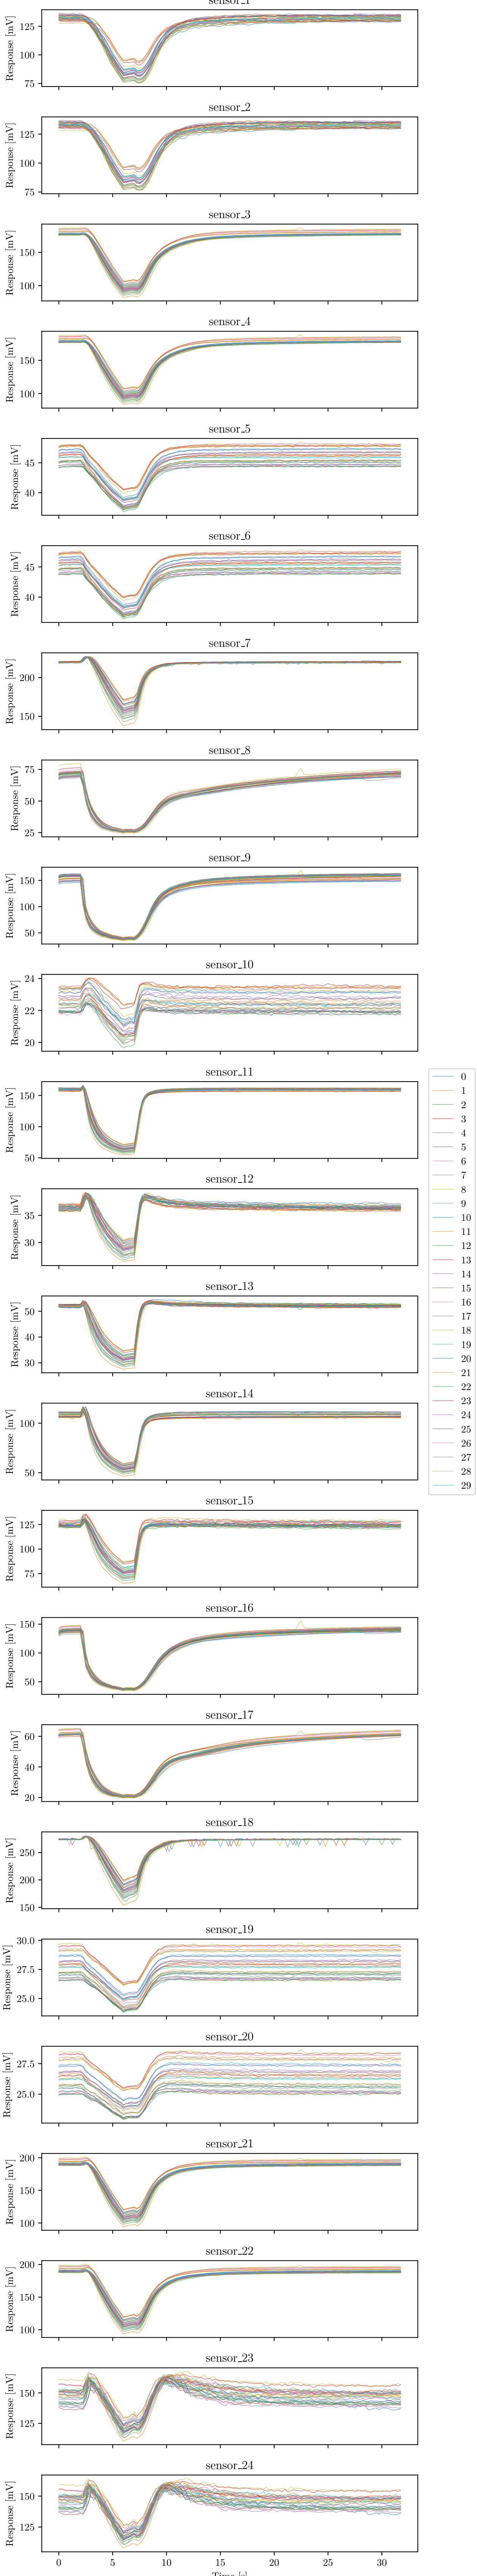 sensor_1
Response [mV]
125
100
75
sensor_2
Response [mV]
125
100
75
sensor_3
Response [mV]
150
100
sensor_4
Response [mV]
150
100
sensor_5
Response [mV]
45
40
sensor_6
Response [mV]
45
40
sensor_7
Response [mV]
200
150
sensor_8
Response [mV]
75
50
25
sensor_9
Response [mV]
150
100
50
sensor_10
Response [mV]
24
22
20
sensor_11
Response [mV]
150
100
50
sensor_12
Response [mV]
35
30
sensor_13
Response [mV]
50
40
30
sensor_14
Response [mV]
100
50
sensor_15
Response [mV]
125
100
75
sensor_16
Response [mV]
150
100
50
sensor_17
Response [mV]
60
40
20
sensor_18
Response [mV]
250
200
150
sensor_19
Response [mV]
30.0
27.5
25.0
sensor_20
Response [mV]
27.5
25.0
sensor_21
Response [mV]
200
150
100
sensor_22
Response [mV]
200
150
100
sensor_23
Response [mV]
150
125
sensor_24
Response [mV]
150
125
0 5 10 15 20 25 30
Time [s]
0
1
2
3
4
5
6
7
8
9
10
11
12
13
14
15
16
17
18
19
20
21
22
23
24
25
26
27
28
29